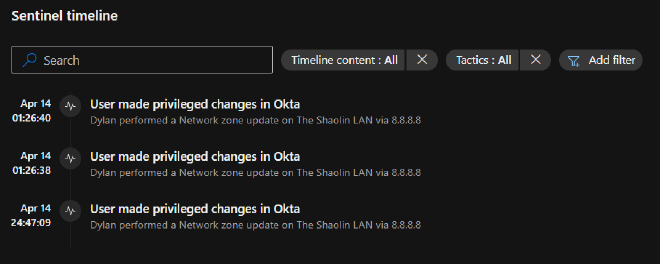 Sentinel timeline
Search
Timeline content : All
Tactics : All
Add filter
Apr 14
01:26:40
User made privileged changes in Okta
Dylan performed a Network zone update on The Shaolin LAN via 8.8.8.8
Apr 14
01:26:38
User made privileged changes in Okta
Dylan performed a Network zone update on The Shaolin LAN via 8.8.8.8
Apr 14
24:47:09
User made privileged changes in Okta
Dylan performed a Network zone update on The Shaolin LAN via 8.8.8.8